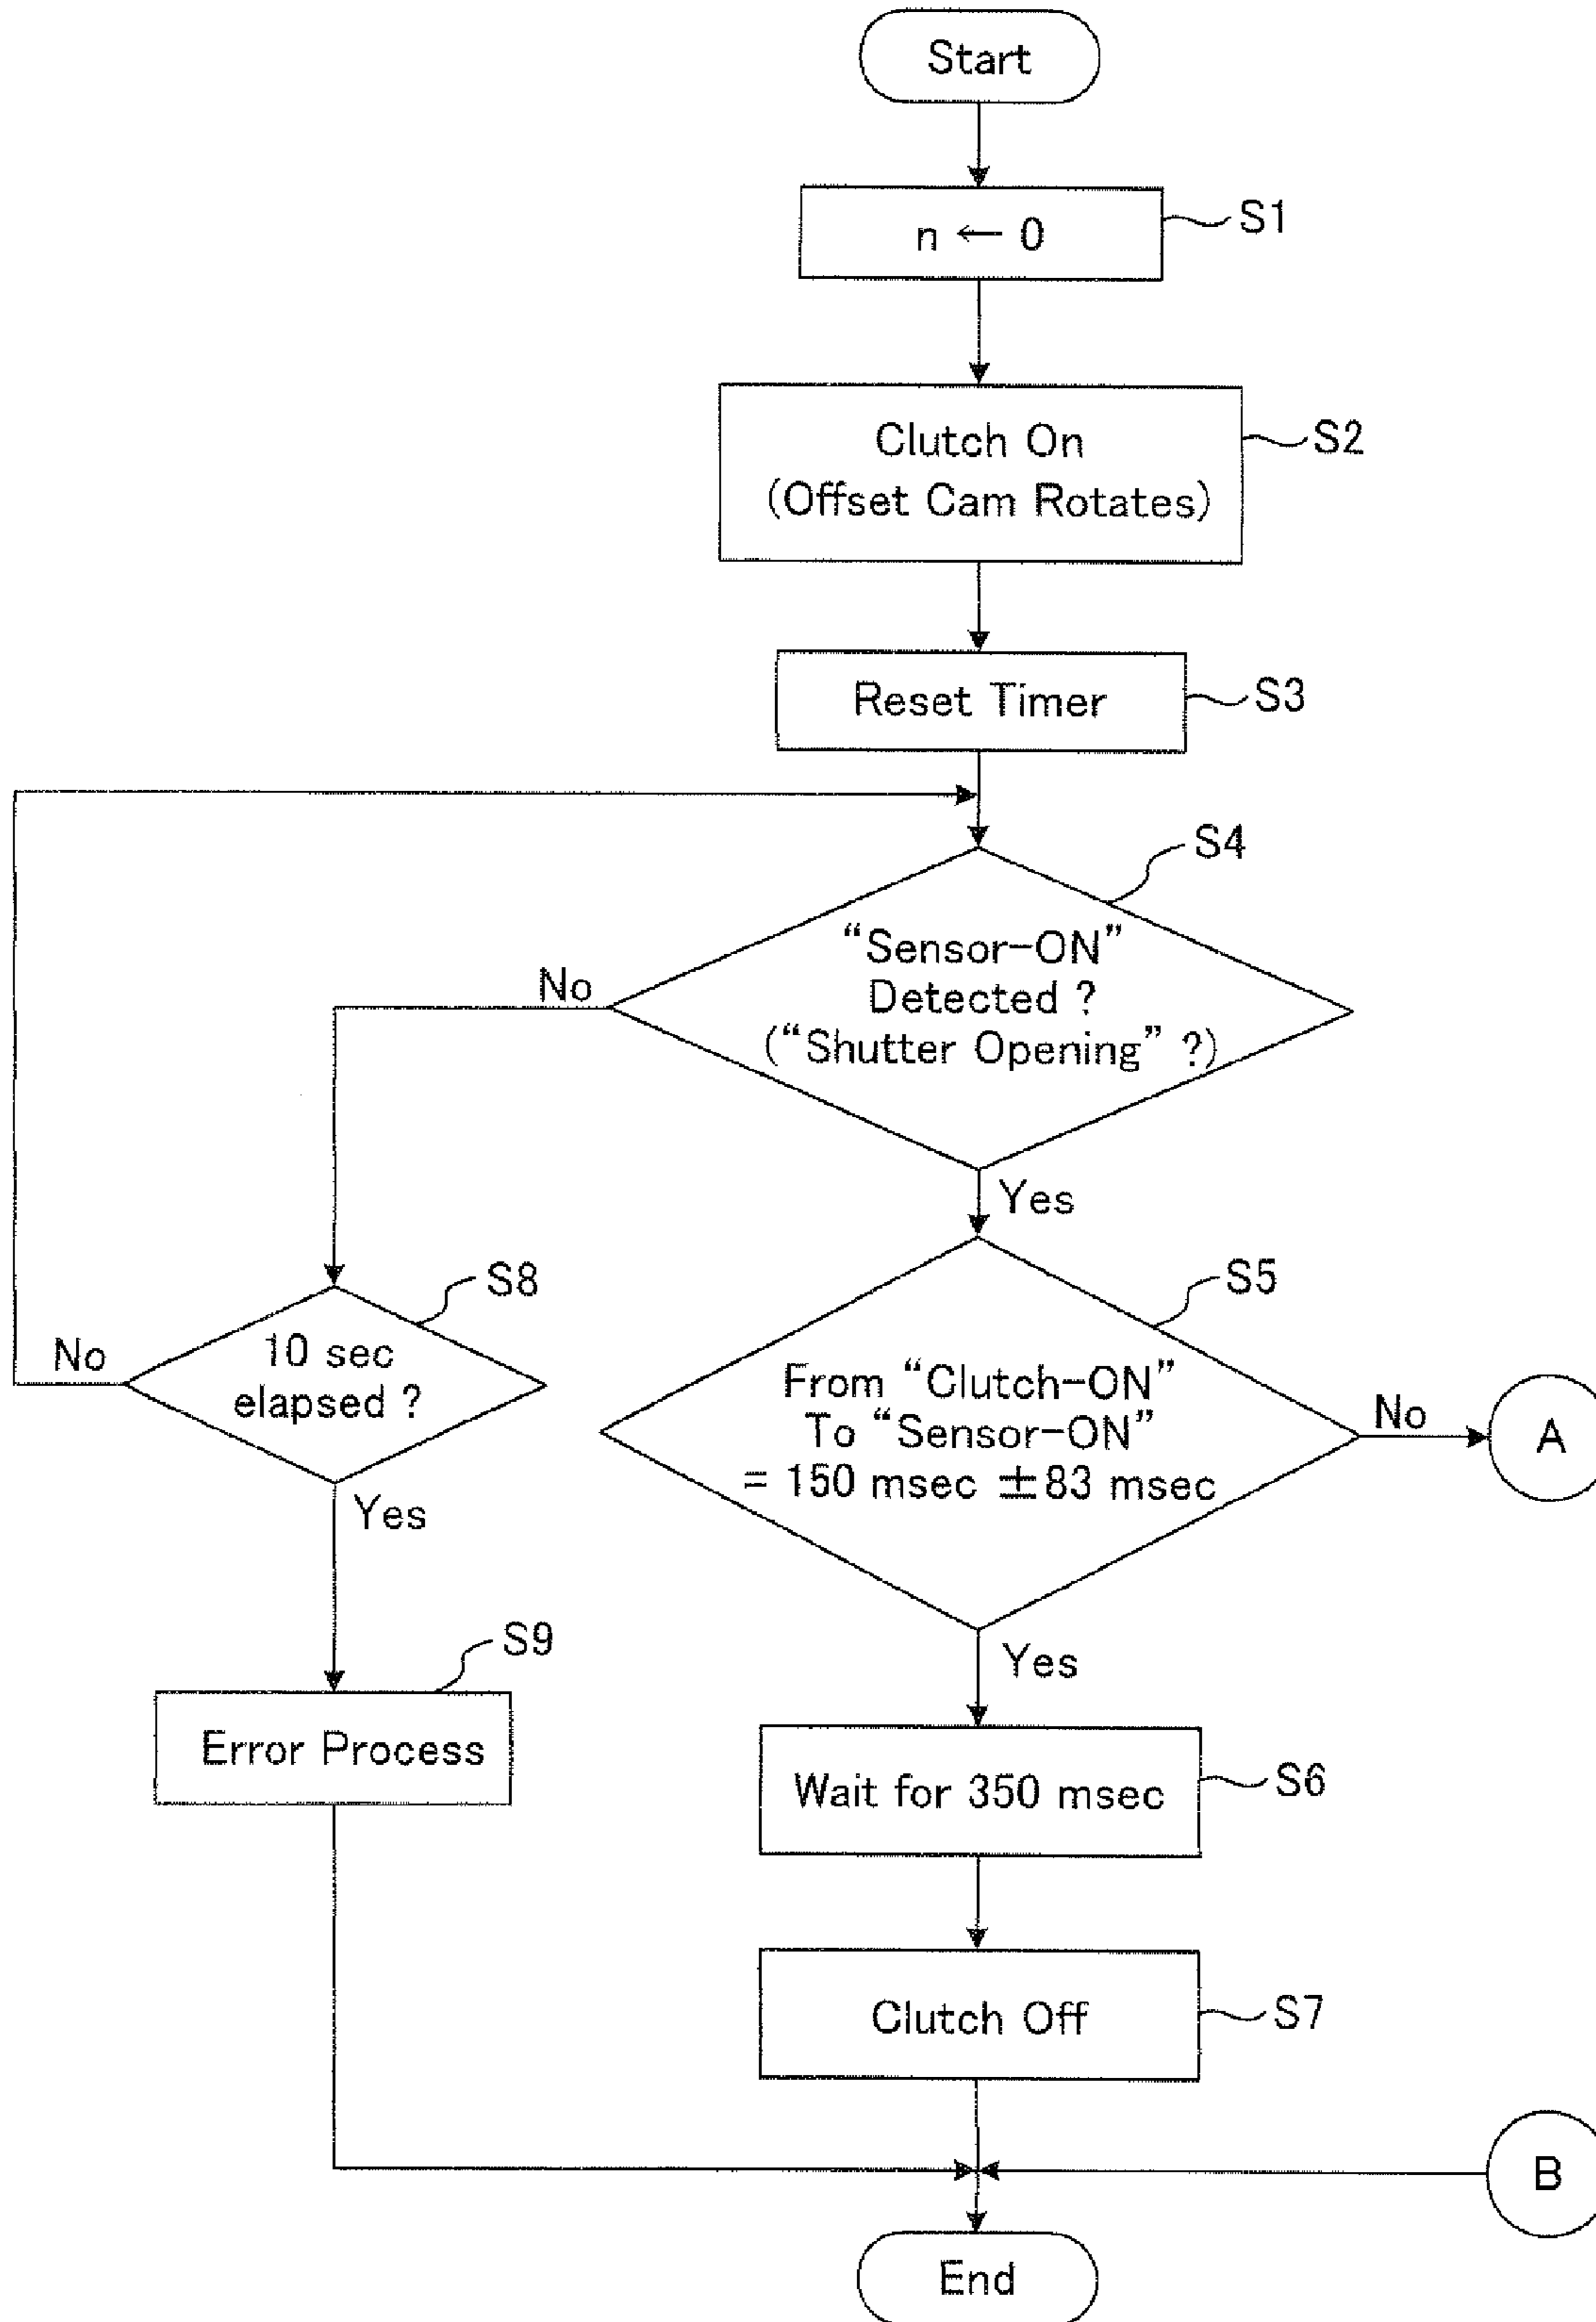 Start
n ← 0
S1
Clutch On
(Offset Cam Rotates)
S2
Reset Timer
S3
S4
“Sensor-ON”
Detected ?
(“Shutter Opening” ?)
No
Yes
S8
10 sec
elapsed ?
No
Yes
S5
From “Clutch-ON”
To “Sensor-ON”
= 150 msec ±83 msec
No
A
Yes
S9
Error Process
Wait for 350 msec
S6
Clutch Off
S7
B
End